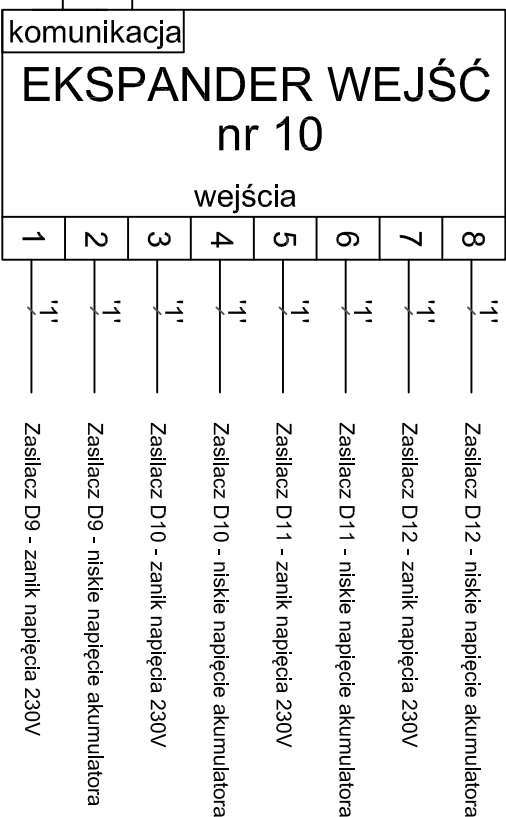 komunikacja
EKSPANDER WEJŚĆ
nr 10
wejścia
1
2
3
4
5
6
7
8
'1'
'1'
'1'
'1'
'1'
'1'
'1'
'1'
Zasilacz D9 - zanik napięcia 230V
Zasilacz D9 - niskie napięcie akumulatora
Zasilacz D10 - zanik napięcia 230V
Zasilacz D10 - niskie napięcie akumulatora
Zasilacz D11 - zanik napięcia 230V
Zasilacz D11 - niskie napięcie akumulatora
Zasilacz D12 - zanik napięcia 230V
Zasilacz D12 - niskie napięcie akumulatora